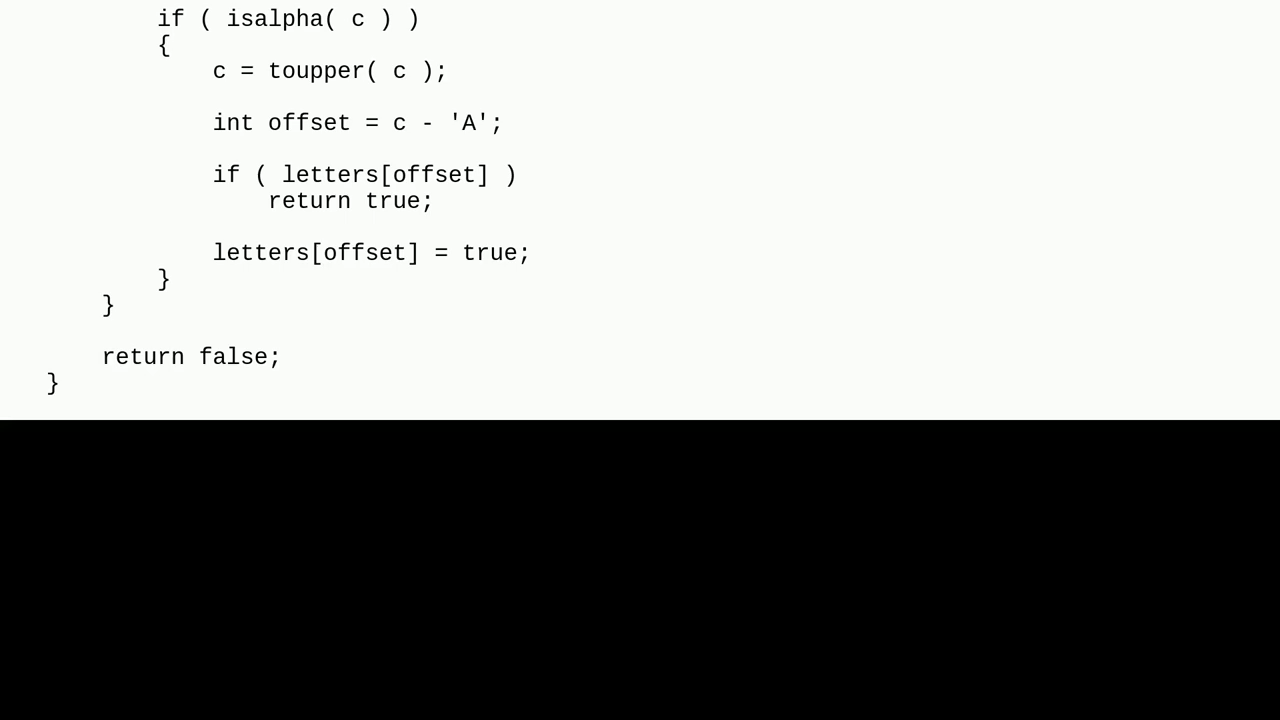 if ( isalpha( c ) )
{
c = toupper( c );
int offset = c - 'A';
if ( letters[offset] )
return true;
letters[offset] = true;
}
}
return false;
}